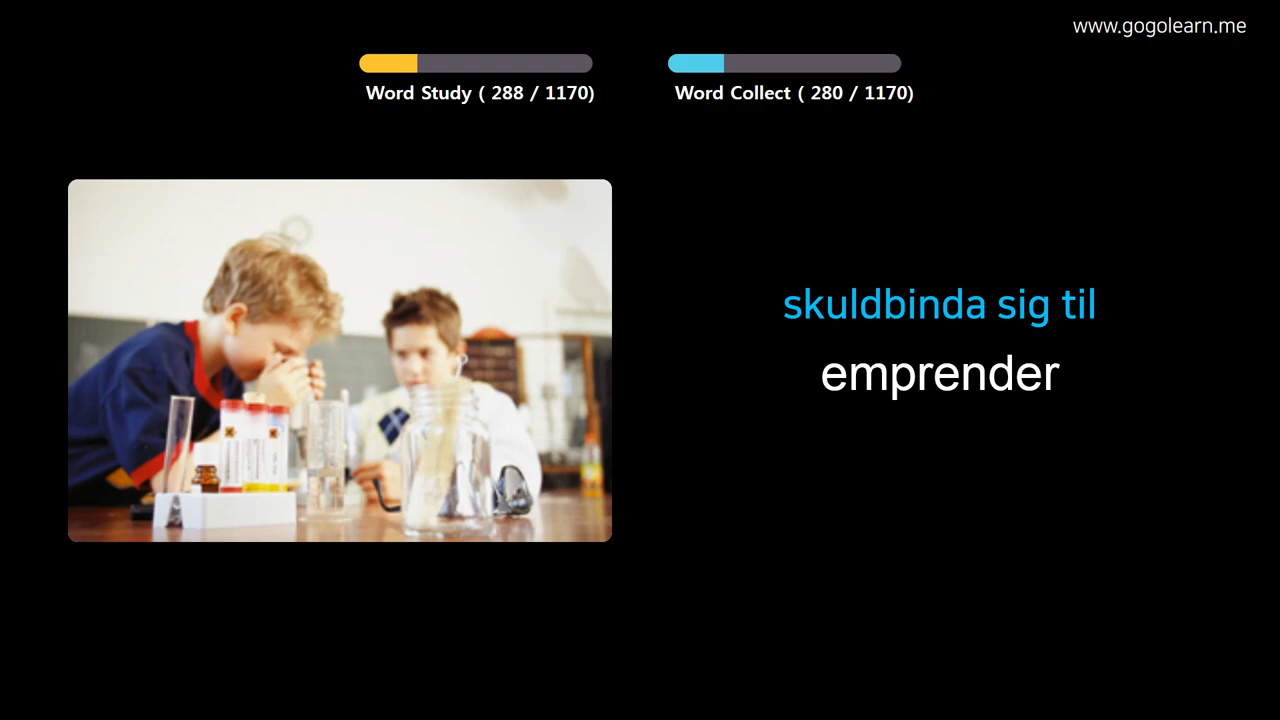 www.gogolearn.me
Word Study ( 288 / 1170)
Word Collect ( 280 / 1170)
skuldbinda sig til
emprender